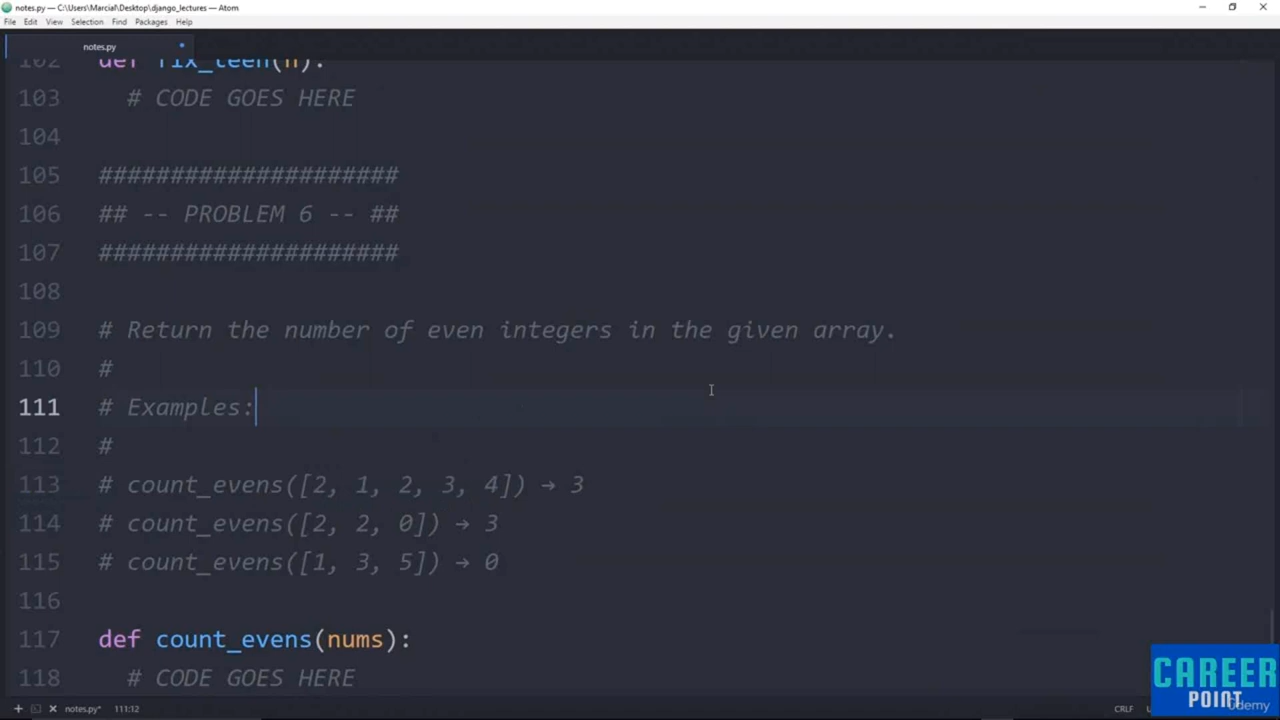 notes.py — C:\Users\Marcial\Desktop\django_lectures — Atom
File Edit View Selection Find Packages Help
notes.py
102 def fix_teen(n):
103 # CODE GOES HERE
104
105 #####################
106 ## -- PROBLEM 6 -- ##
107 #####################
108
109 # Return the number of even integers in the given array.
110 #
111 # Examples:
112 #
113 # count_evens([2, 1, 2, 3, 4]) → 3
114 # count_evens([2, 2, 0]) → 3
115 # count_evens([1, 3, 5]) → 0
116
117 def count_evens(nums):
118 # CODE GOES HERE
CAREER
POINT
Udemy
notes.py* 111:12 CRLF